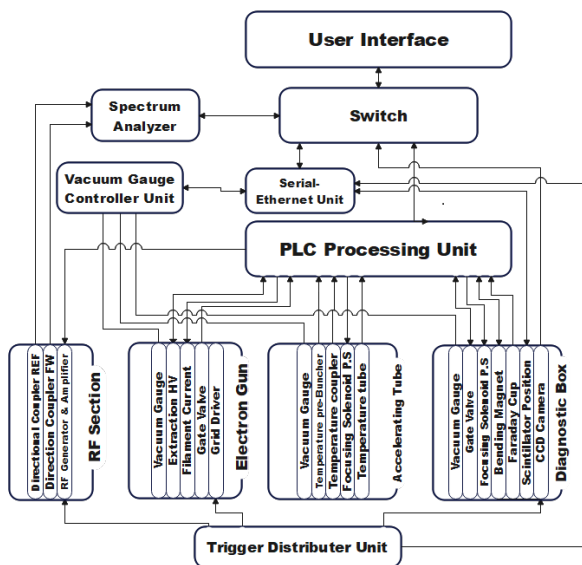 User Interface
Spectrum
Analyzer
Switch
Vacuum Gauge
Controller Unit
Serial-
Ethernet Unit
PLC Processing Unit
Directional Coupler REF
Direction Coupler FW
RF Generator & Amplifier
RF Section
Vacuum Gauge
Extraction HV
Filament Current
Gate Valve
Grid Driver
Electron Gun
Vacuum Gauge
Temperature pre-Buncher
Temperature coupler
Focusing Solenoid P.S
Temperature tube
Accelerating Tube
Vacuum Gauge
Gate Valve
Focusing Solenoid P.S
Bending Magnet
Faraday Cup
Scintillator Position
CCD Camera
Diagnostic Box
Trigger Distributer Unit